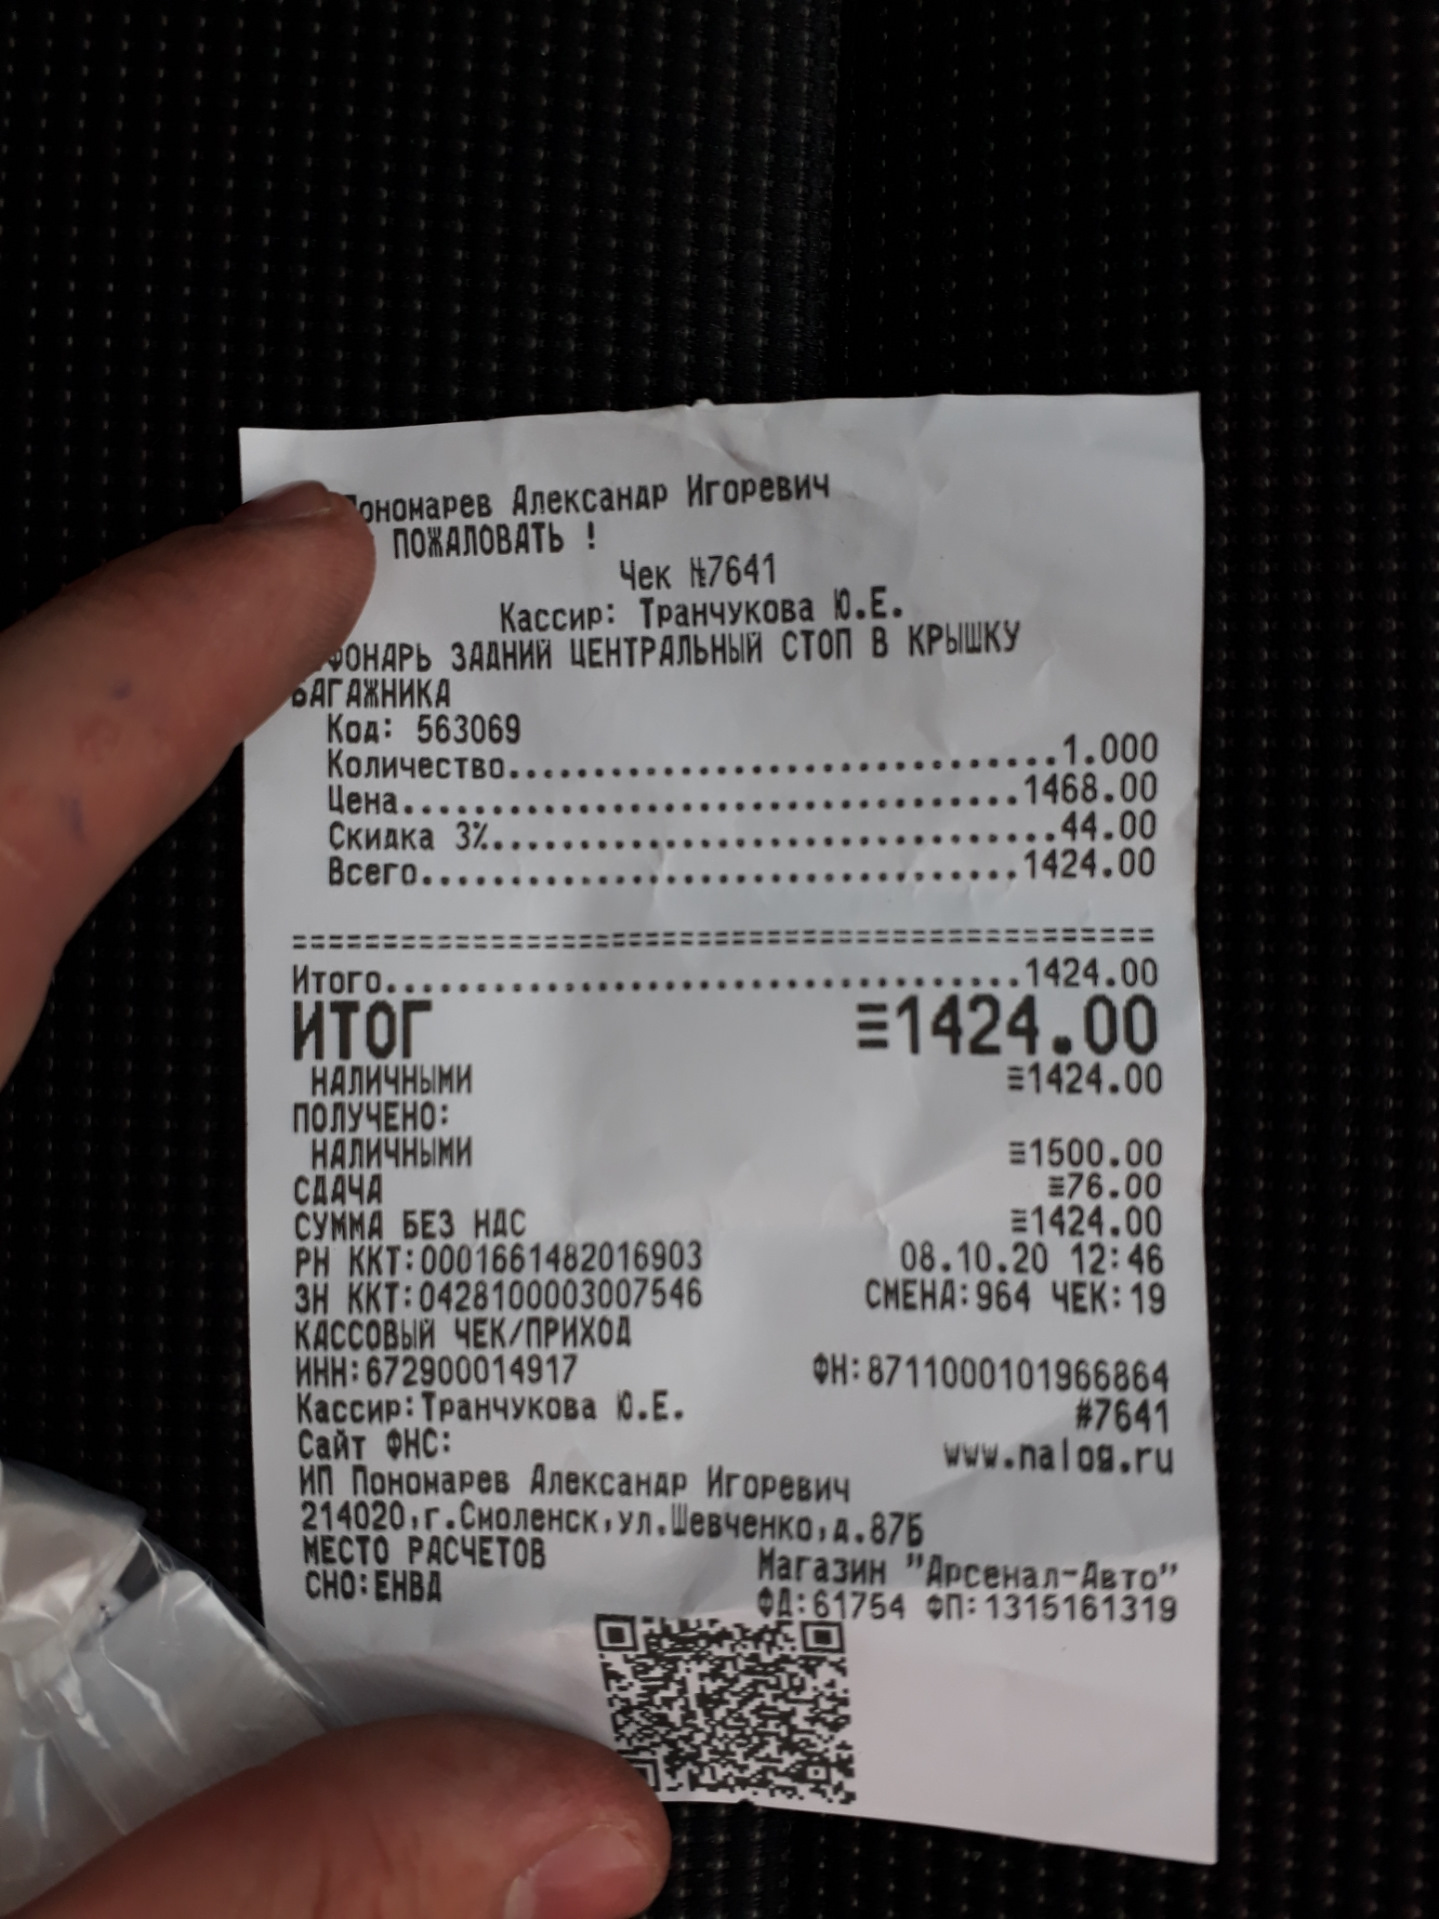 Пономарев Александр Игоревич
ПОЖАЛОВАТЬ !
Чек №7641
Кассир: Транчукова Ю.Е.
ФОНАРЬ ЗАДНИЙ ЦЕНТРАЛЬНЫЙ СТОП В КРЫШКУ
БАГАЖНИКА
Код: 563069
Количество................................1.000
Цена...................................1468.00
Скидка 3%................................44.00
Всего..................................1424.00
================================================
Итого....................................1424.00
ИТОГ ≡1424.00
НАЛИЧНЫМИ ≡1424.00
ПОЛУЧЕНО:
НАЛИЧНЫМИ ≡1500.00
СДАЧА ≡76.00
СУММА БЕЗ НДС ≡1424.00
РН ККТ:0001661482016903 08.10.20 12:46
ЗН ККТ:0428100003007546 СМЕНА:964 ЧЕК:19
КАССОВЫЙ ЧЕК/ПРИХОД
ИНН:672900014917 ФН:8711000101966864
Кассир:Транчукова Ю.Е. #7641
Сайт ФНС: www.nalog.ru
ИП Пономарев Александр Игоревич
214020,г.Смоленск,ул.Шевченко,д.87Б
МЕСТО РАСЧЕТОВ Магазин "Арсенал-Авто"
СНО:ЕНВД ФД:61754 ФП:1315161319